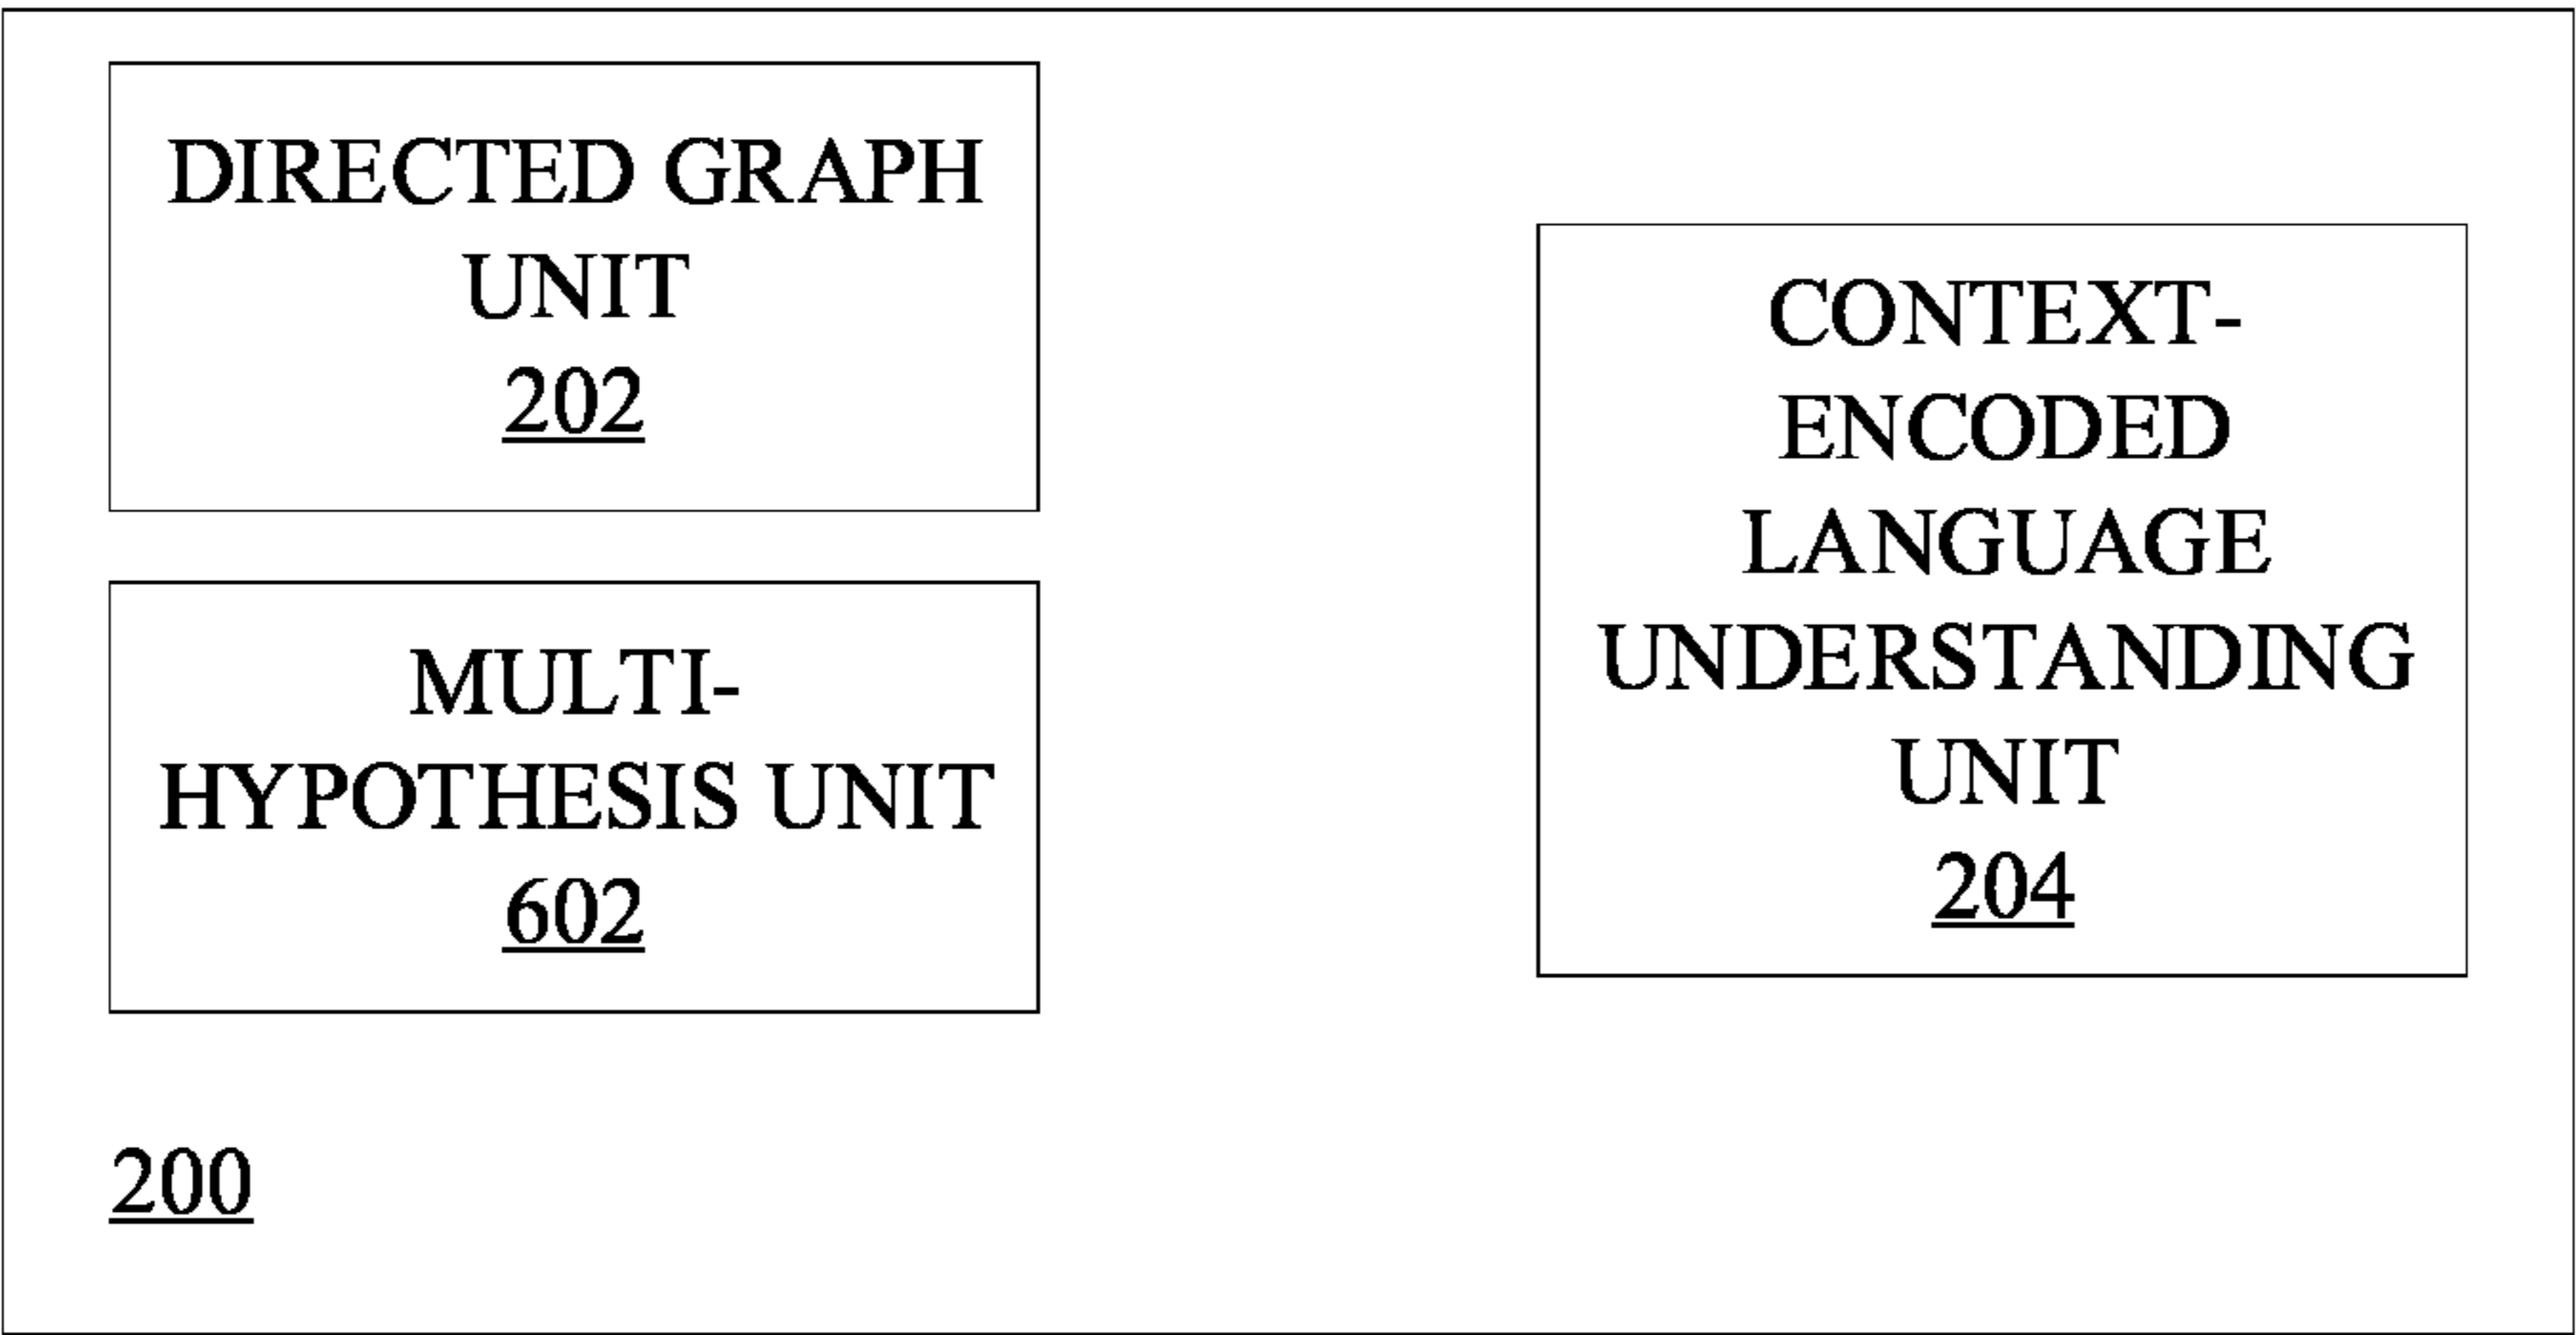 DIRECTED GRAPH
UNIT
202
MULTI-
HYPOTHESIS UNIT
602
CONTEXT-
ENCODED
LANGUAGE
UNDERSTANDING
UNIT
204
200